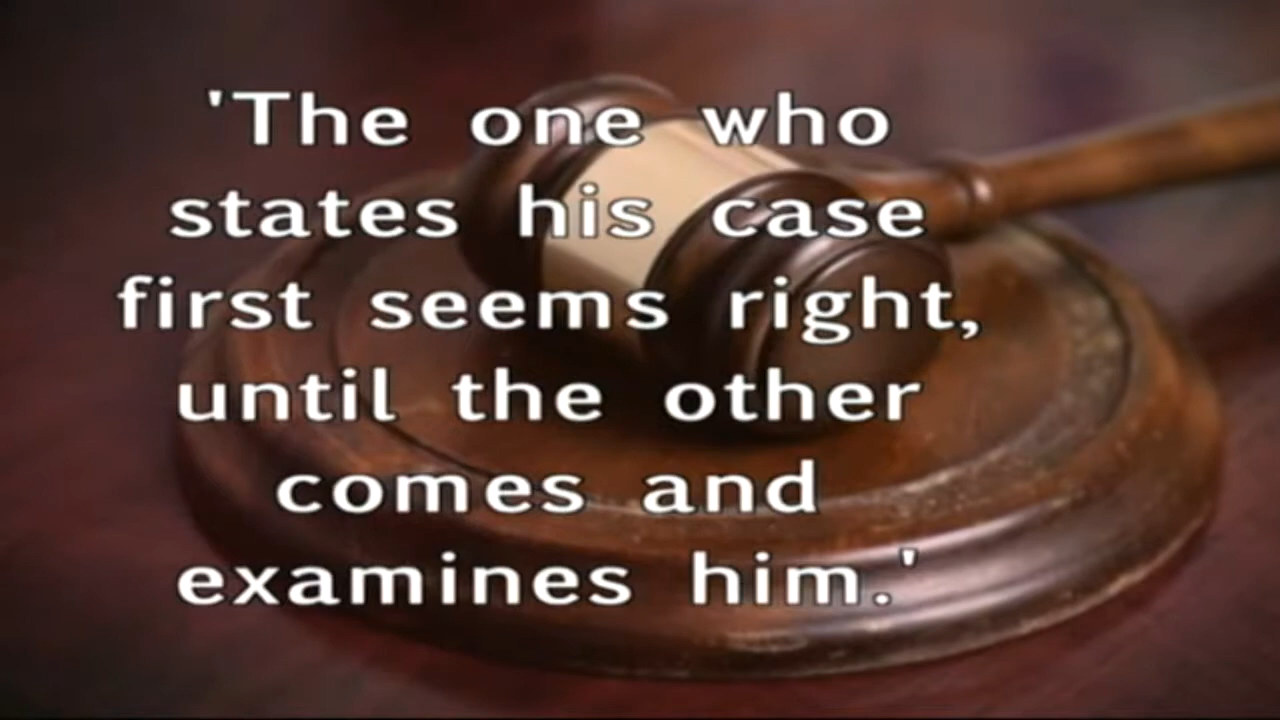 'The one who
states his case
first seems right,
until the other
comes and
examines him.'